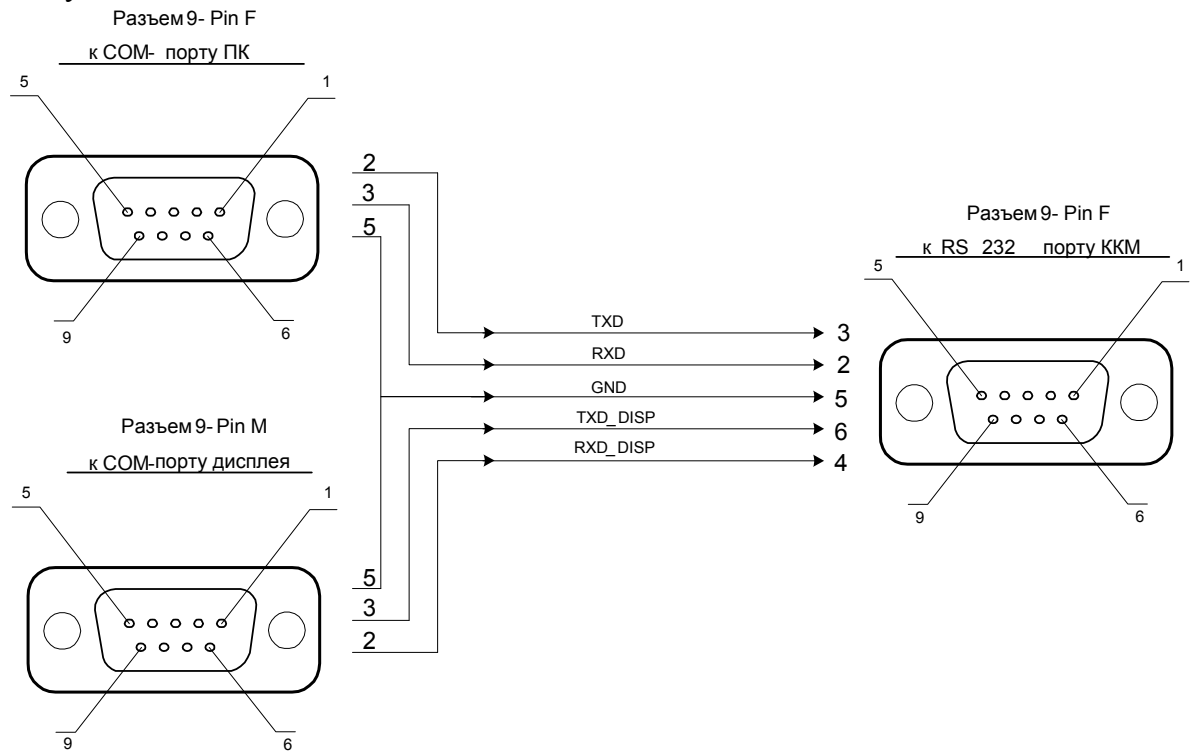 Разъем 9- Pin F
к COM- порту ПК
5
1
9
6
2
3
5
Разъем 9- Pin M
к COM-порту дисплея
5
1
9
6
5
3
2
TXD
RXD
GND
TXD_DISP
RXD_DISP
3
2
5
6
4
Разъем 9- Pin F
к RS 232 порту ККМ
5
1
9
6